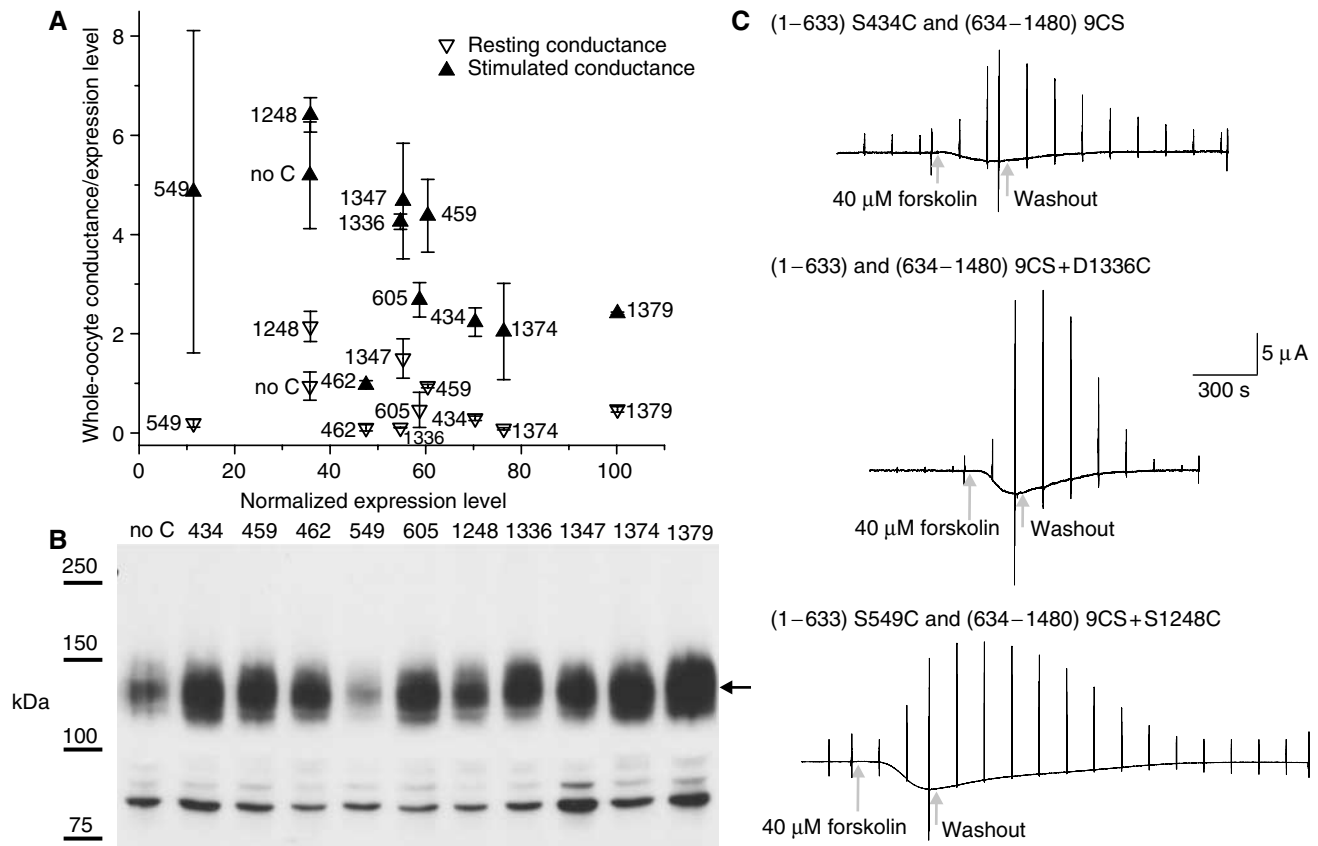 A
Whole-oocyte conductance/expression level
8
6
4
2
0
Resting conductance
Stimulated conductance
549
1248
no C
1347
1336
459
605
434
1374
1379
462
1248
no C
1347
459
605
434
549
462
1336
1374
1379
0 20 40 60 80 100
Normalized expression level
B
no C 434 459 462 549 605 1248 1336 1347 1374 1379
250
150
kDa
100
75
C
(1–633) S434C and (634–1480) 9CS
40 μM forskolin
Washout
(1–633) and (634–1480) 9CS+D1336C
5 μA
300 s
40 μM forskolin
Washout
(1–633) S549C and (634–1480) 9CS+S1248C
40 μM forskolin
Washout